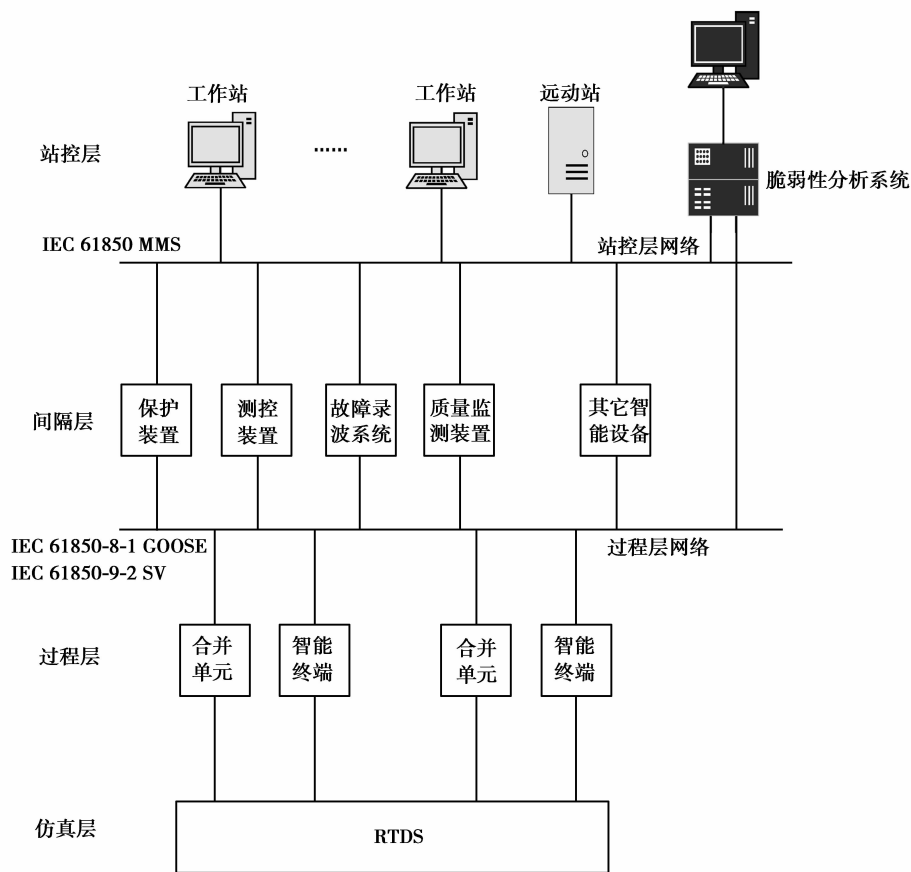 工作站
工作站
远动站
站控层
......
脆弱性分析系统
IEC 61850 MMS
站控层网络
间隔层
保护
装置
测控
装置
故障录
波系统
质量监
测装置
其它智
能设备
IEC 61850-8-1 GOOSE
IEC 61850-9-2 SV
过程层网络
过程层
合并
单元
智能
终端
合并
单元
智能
终端
仿真层
RTDS